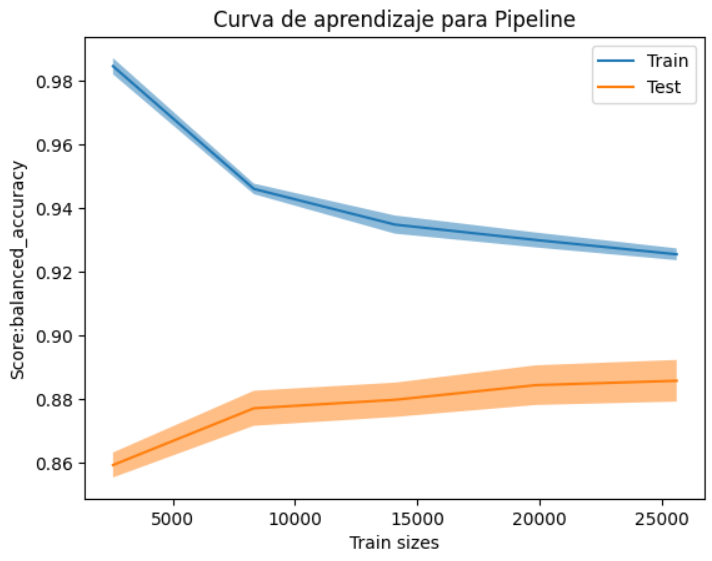 Curva de aprendizaje para Pipeline
Train
Test
Score:balanced_accuracy
0.98
0.96
0.94
0.92
0.90
0.88
0.86
5000 10000 15000 20000 25000
Train sizes